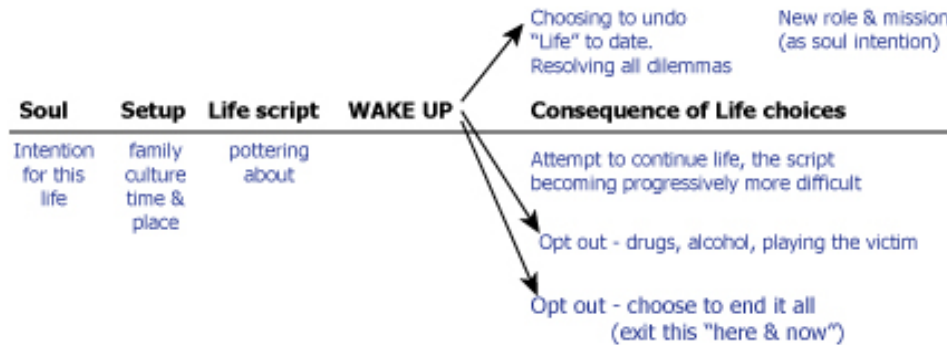 Choosing to undo
"Life" to date.
Resolving all dilemmas
New role & mission
(as soul intention)
Soul
Setup
Life script
WAKE UP
Consequence of Life choices
Intention
for this
life
family
culture
time &
place
pottering
about
Attempt to continue life, the script
becoming progressively more difficult
Opt out - drugs, alcohol, playing the victim
Opt out - choose to end it all
(exit this "here & now")